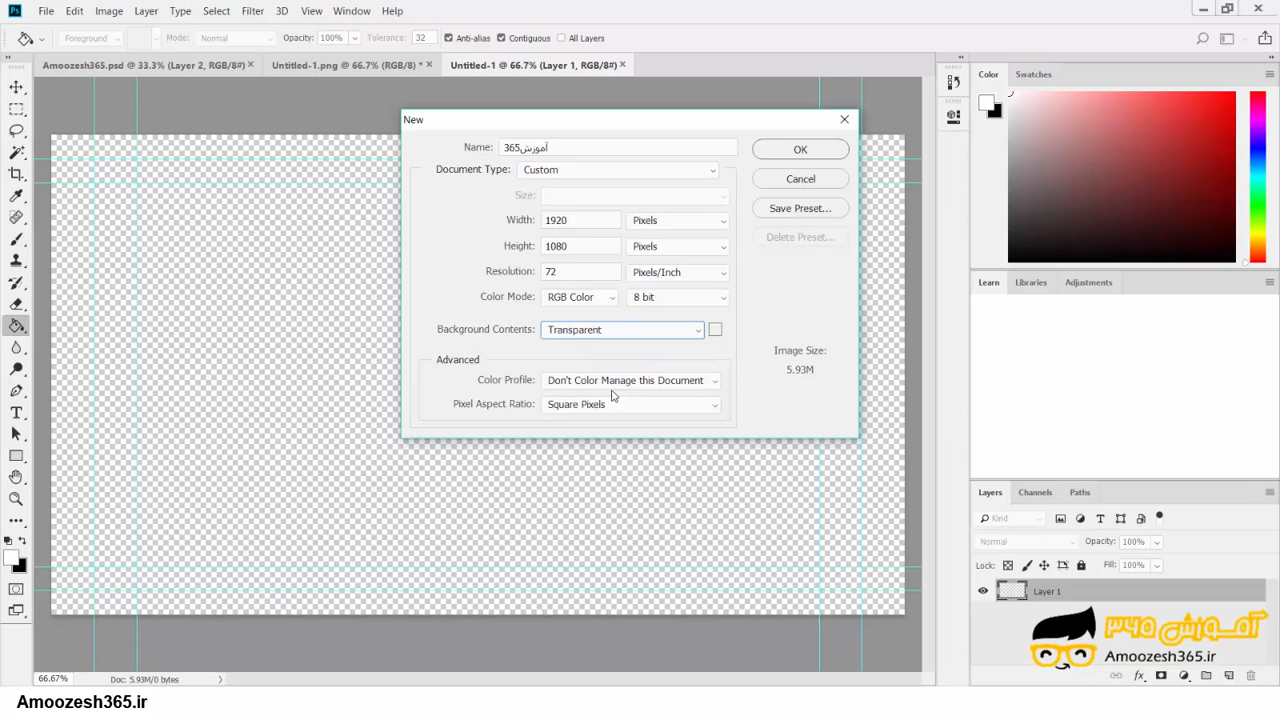 Ps File Edit Image Layer Type Select Filter 3D View Window Help
Foreground Mode: Normal Opacity: 100% Tolerance: 32 Anti-alias Contiguous All Layers
Amoozesh365.psd @ 33.3% (Layer 2, RGB/8#) Untitled-1.png @ 66.7% (RGB/8) * Untitled-1 @ 66.7% (Layer 1, RGB/8#)
Color Swatches
New
Name: آموزش365
OK
Document Type: Custom
Cancel
Size:
Save Preset...
Width: 1920 Pixels
Delete Preset...
Height: 1080 Pixels
Resolution: 72 Pixels/Inch
Color Mode: RGB Color 8 bit
Background Contents: Transparent
Image Size:
5.93M
Advanced
Color Profile: Don't Color Manage this Document
Pixel Aspect Ratio: Square Pixels
Learn Libraries Adjustments
Layers Channels Paths
Kind
Normal Opacity: 100%
Lock: Fill: 100%
Layer 1
آموزش ۳۶۵
Amoozesh365.ir
66.67% Doc: 5.93M/0 bytes
Amoozesh365.ir